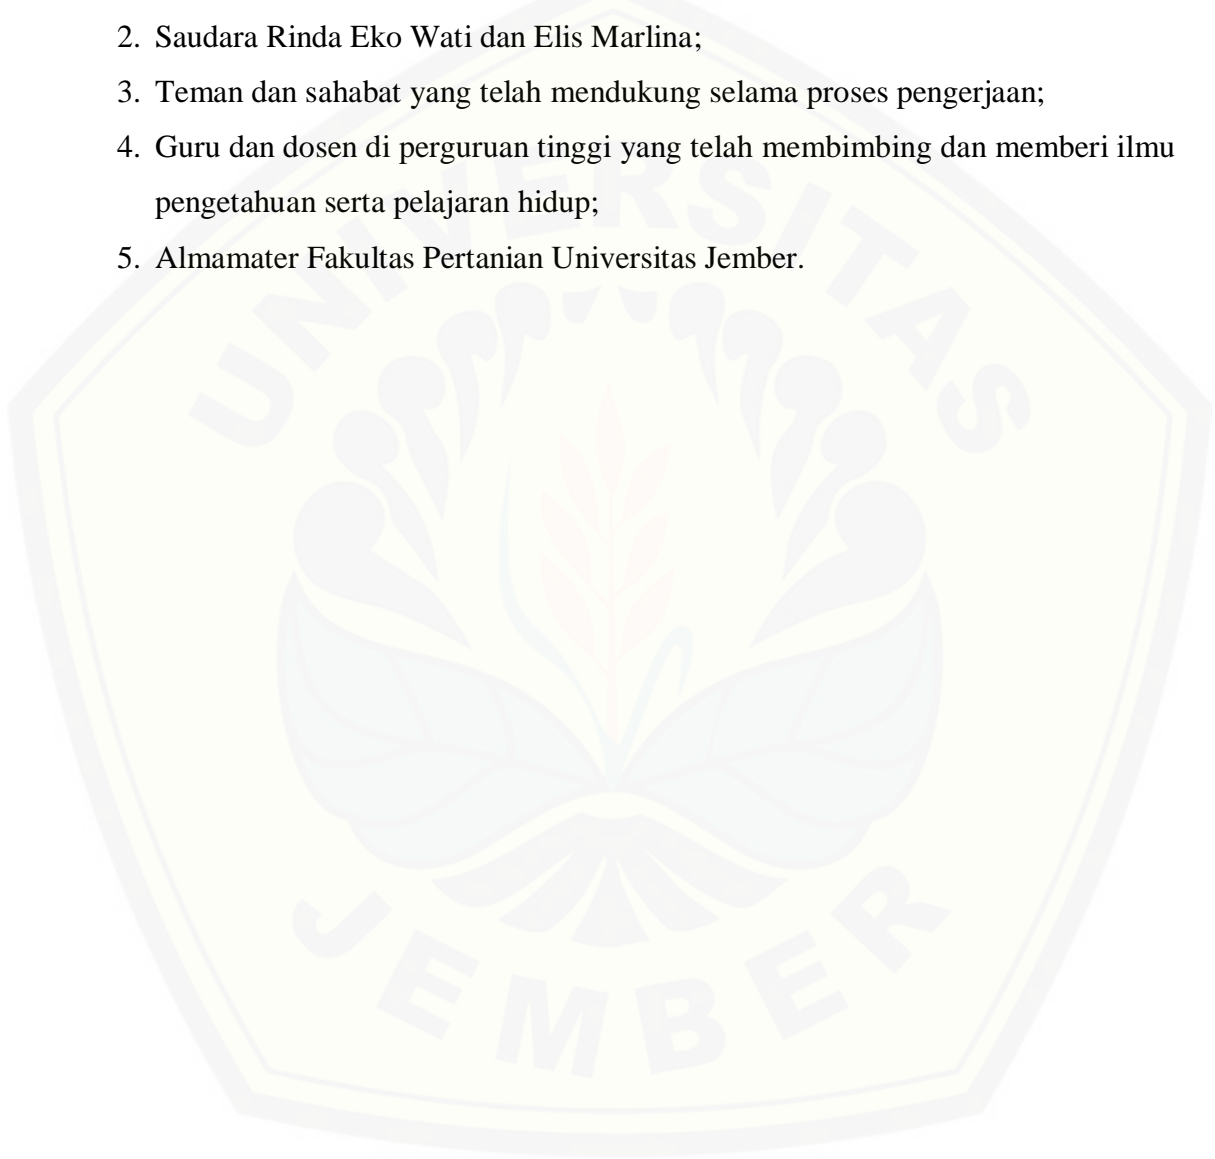 2. Saudara Rinda Eko Wati dan Elis Marlina;
3. Teman dan sahabat yang telah mendukung selama proses pengerjaan;
4. Guru dan dosen di perguruan tinggi yang telah membimbing dan memberi ilmu
pengetahuan serta pelajaran hidup;
5. Almamater Fakultas Pertanian Universitas Jember.
UNIVERSITAS
JEMBER